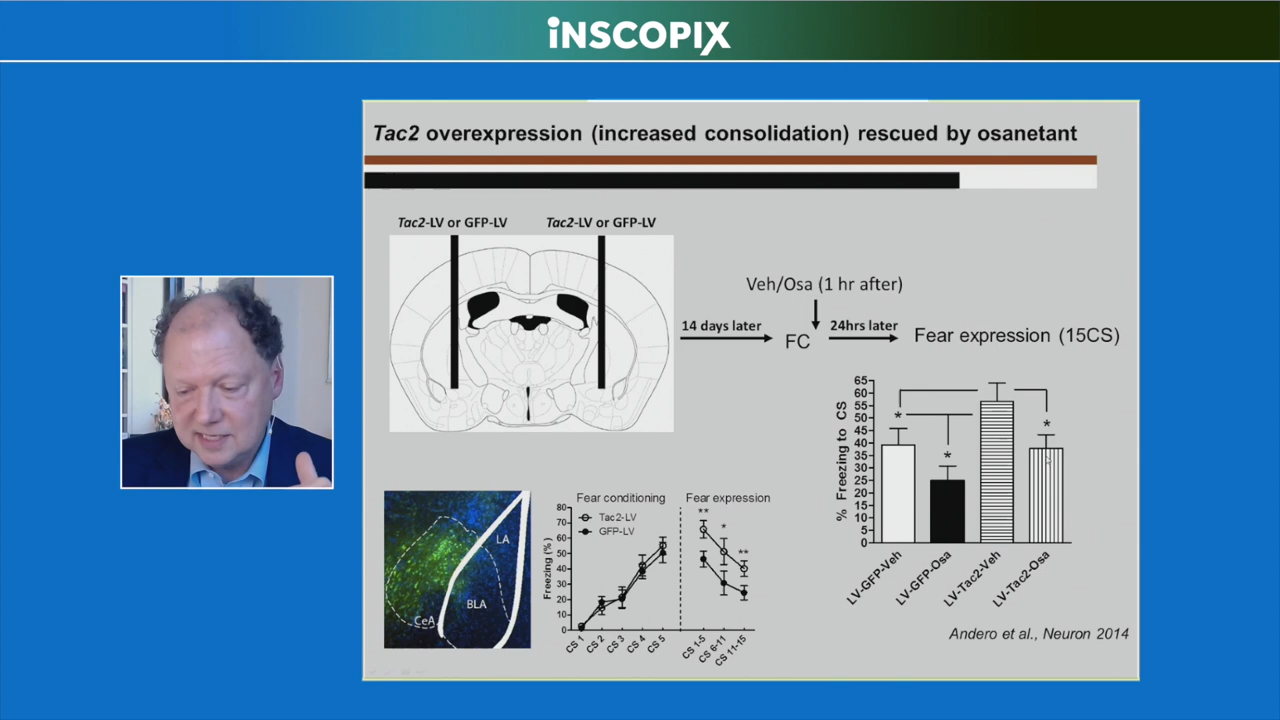 iNSCOPIX
Tac2 overexpression (increased consolidation) rescued by osanetant
Tac2-LV or GFP-LV
Tac2-LV or GFP-LV
14 days later
Veh/Osa (1 hr after)
FC
24hrs later
Fear expression (15CS)
LA
BLA
CeA
Fear conditioning
Fear expression
Tac2-LV
GFP-LV
Freezing (%)
80
70
60
50
40
30
20
10
0
**
*
**
CS 1
CS 2
CS 3
CS 4
CS 5
CS 1-5
CS 6-11
CS 11-15
% Freezing to CS
65
60
55
50
45
40
35
30
25
20
15
10
5
0
*
*
*
LV-GFP-Veh
LV-GFP-Osa
LV-Tac2-Veh
LV-Tac2-Osa
Andero et al., Neuron 2014